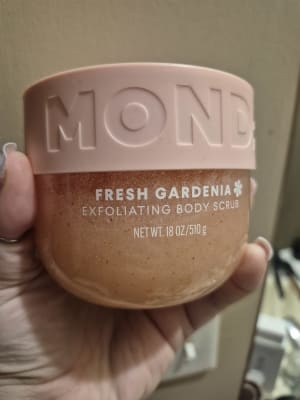 MOND
FRESH GARDENIA
EXFOLIATING BODY SCRUB
NET WT. 18 OZ/510 g